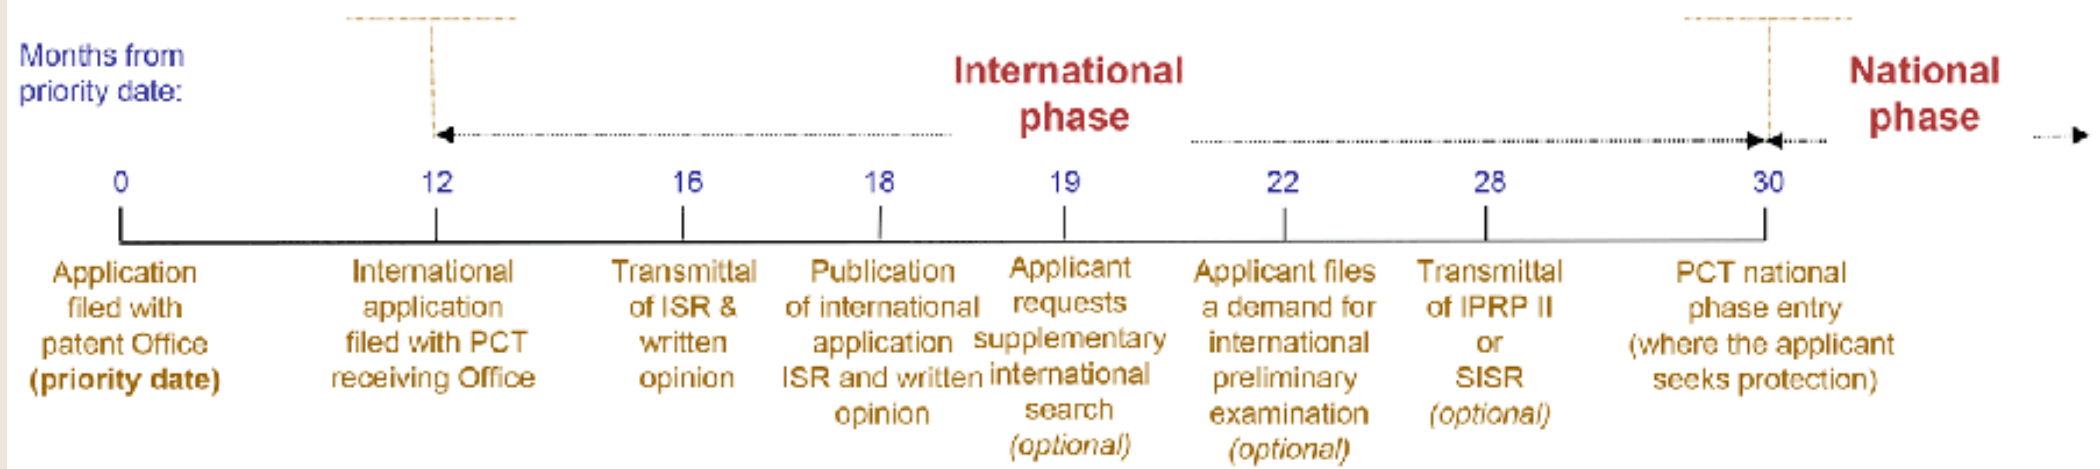 Months from
priority date:
International
phase
National
phase
0
12
16
18
19
22
28
30
Application
filed with
patent Office
(priority date)
International
application
filed with PCT
receiving Office
Transmittal
of ISR &
written
opinion
Publication
of international
application
ISR and written
opinion
Applicant
requests
supplementary
international
search
(optional)
Applicant files
a demand for
international
preliminary
examination
(optional)
Transmittal
of IPRP II
or
SISR
(optional)
PCT national
phase entry
(where the applicant
seeks protection)